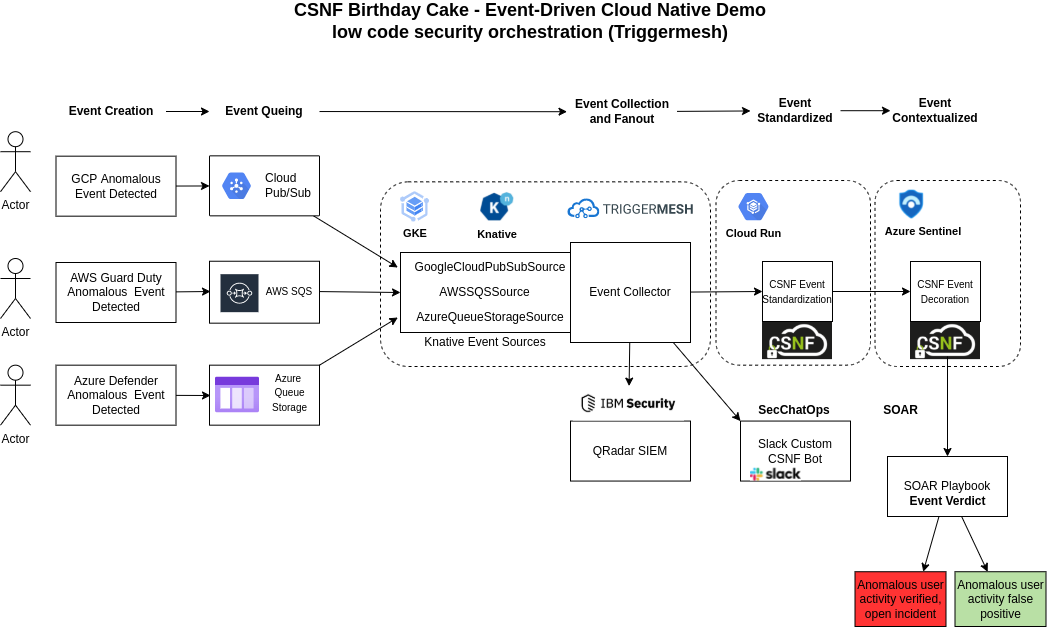 CSNF Birthday Cake - Event-Driven Cloud Native Demo
low code security orchestration (Triggermesh)
Event Creation
Event Queing
Event Collection
and Fanout
Event
Standardized
Event
Contextualized
Actor
GCP Anomalous
Event Detected
Cloud
Pub/Sub
GKE
K
n
Knative
TRIGGERMESH
Cloud Run
Azure Sentinel
Actor
AWS Guard Duty
Anomalous Event
Detected
AWS SQS
GoogleCloudPubSubSource
AWSSQSSource
AzureQueueStorageSource
Knative Event Sources
Event Collector
CSNF Event
Standardization
CSNF
CSNF Event
Decoration
CSNF
Actor
Azure Defender
Anomalous Event
Detected
Azure
Queue
Storage
IBM Security
QRadar SIEM
SecChatOps
Slack Custom
CSNF Bot
slack
SOAR
SOAR Playbook
Event Verdict
Anomalous user
activity verified,
open incident
Anomalous user
activity false
positive